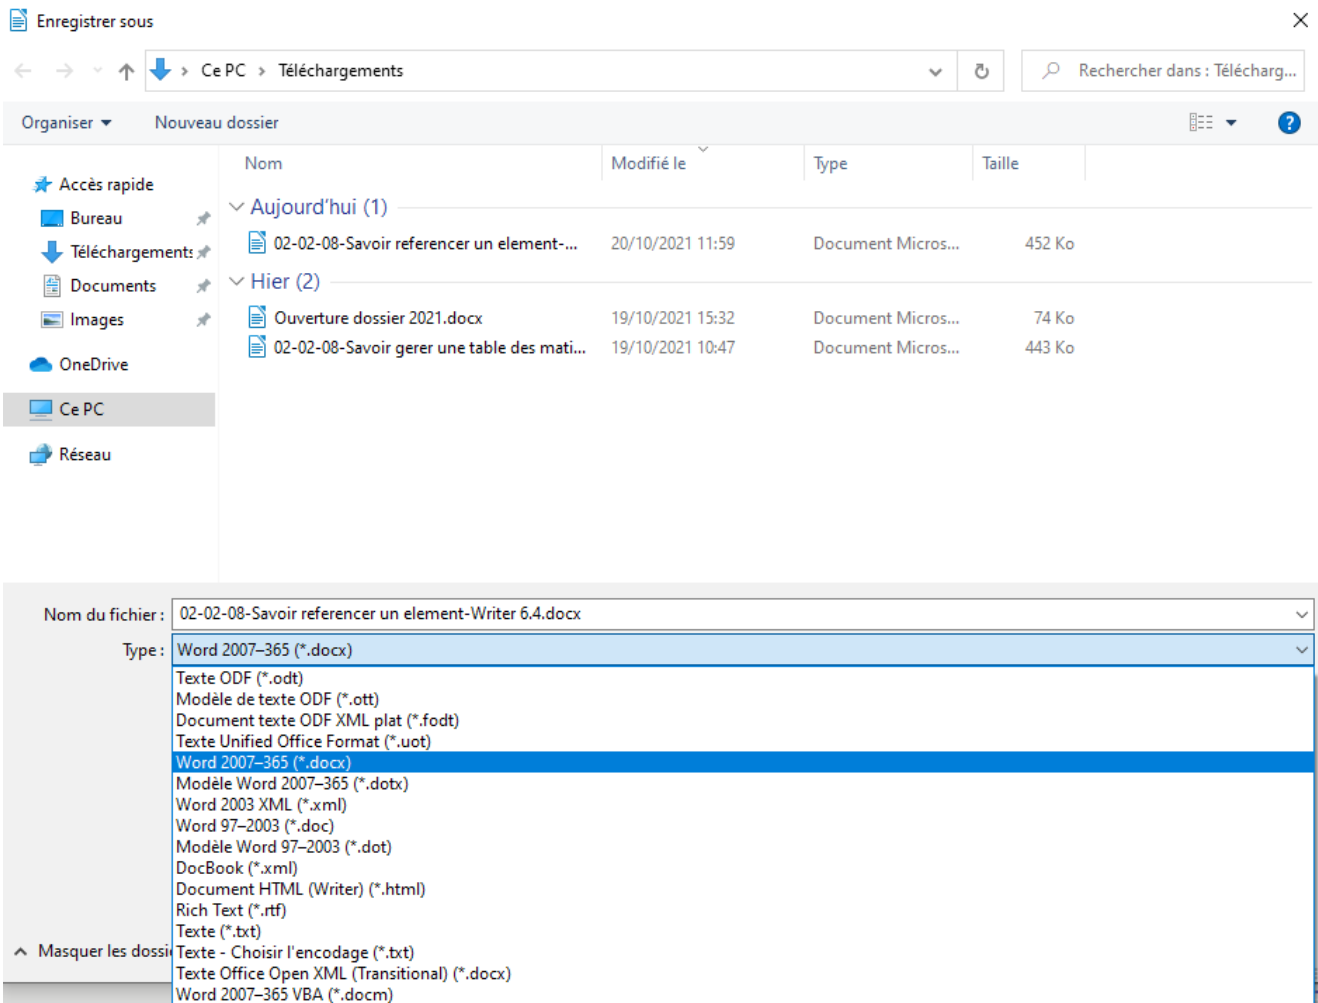 Enregistrer sous
Ce PC > Téléchargements
Rechercher dans : Télécharg...
Organiser
Nouveau dossier
Nom
Modifié le
Type
Taille
Accès rapide
Bureau
Téléchargements
Documents
Images
OneDrive
Ce PC
Réseau
Aujourd'hui (1)
02-02-08-Savoir referencer un element-... 20/10/2021 11:59 Document Micros... 452 Ko
Hier (2)
Ouverture dossier 2021.docx 19/10/2021 15:32 Document Micros... 74 Ko
02-02-08-Savoir gerer une table des mati... 19/10/2021 10:47 Document Micros... 443 Ko
Nom du fichier : 02-02-08-Savoir referencer un element-Writer 6.4.docx
Type : Word 2007–365 (*.docx)
Texte ODF (*.odt)
Modèle de texte ODF (*.ott)
Document texte ODF XML plat (*.fodt)
Texte Unified Office Format (*.uot)
Word 2007–365 (*.docx)
Modèle Word 2007–365 (*.dotx)
Word 2003 XML (*.xml)
Word 97–2003 (*.doc)
Modèle Word 97–2003 (*.dot)
DocBook (*.xml)
Document HTML (Writer) (*.html)
Rich Text (*.rtf)
Texte (*.txt)
Masquer les dossi
Texte - Choisir l'encodage (*.txt)
Texte Office Open XML (Transitional) (*.docx)
Word 2007–365 VBA (*.docm)